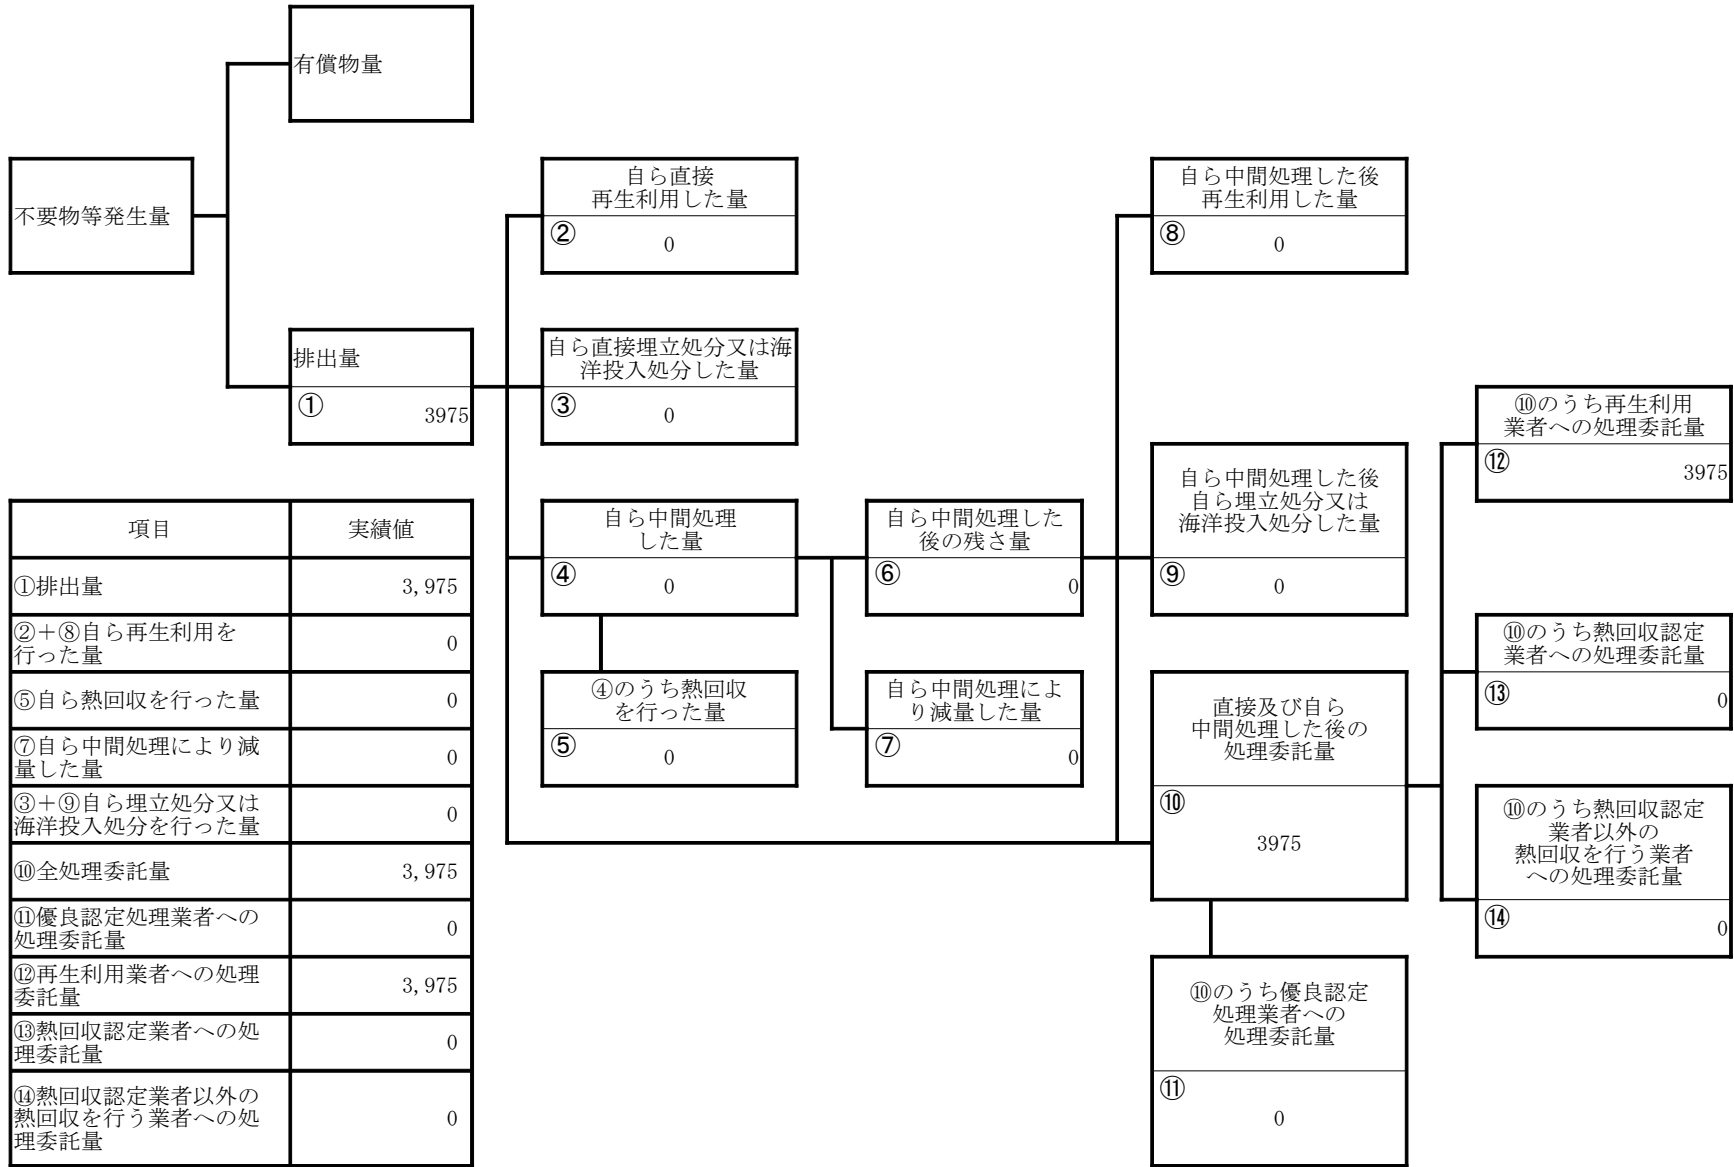 有償物量
不要物等発生量
自ら直接
再生利用した量
②
0
自ら中間処理した後
再生利用した量
⑧
0
排出量
①
3975
自ら直接埋立処分又は海
洋投入処分した量
③
0
⑩のうち再生利用
業者への処理委託量
⑫
3975
自ら中間処理
した量
④
0
自ら中間処理した
後の残さ量
⑥
0
自ら中間処理した後
自ら埋立処分又は
海洋投入処分した量
⑨
0
⑩のうち熱回収認定
業者への処理委託量
⑬
0
④のうち熱回収
を行った量
⑤
0
自ら中間処理によ
り減量した量
⑦
0
直接及び自ら
中間処理した後の
処理委託量
⑩
3975
⑩のうち熱回収認定
業者以外の
熱回収を行う業者
への処理委託量
⑭
0
⑩のうち優良認定
処理業者への
処理委託量
⑪
0
項目 実績値
①排出量 3,975
②＋⑧自ら再生利用を
行った量 0
⑤自ら熱回収を行った量 0
⑦自ら中間処理により減
量した量 0
③＋⑨自ら埋立処分又は
海洋投入処分を行った量 0
⑩全処理委託量 3,975
⑪優良認定処理業者への
処理委託量 0
⑫再生利用業者への処理
委託量 3,975
⑬熱回収認定業者への処
理委託量 0
⑭熱回収認定業者以外の
熱回収を行う業者への処
理委託量 0